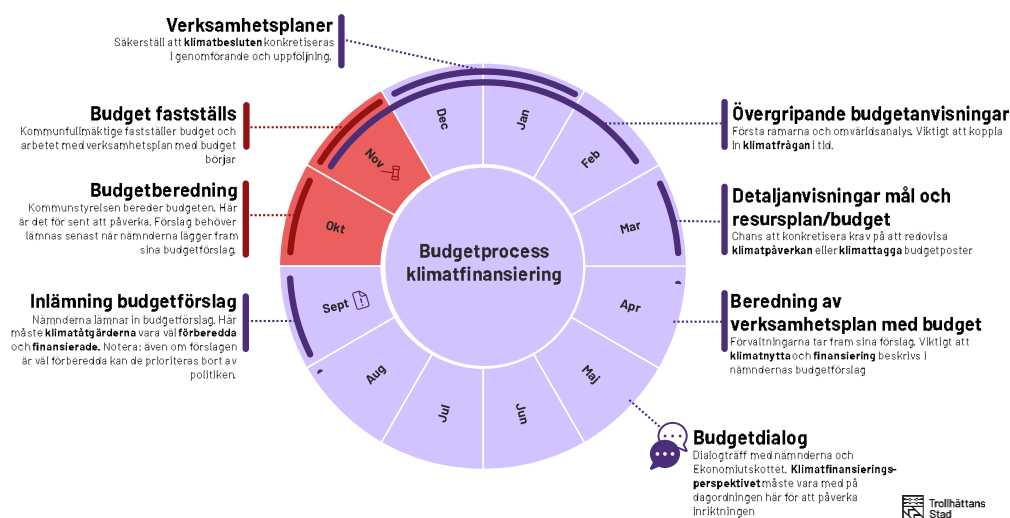 Verksamhetsplaner
Säkerställ att klimatbesluten konkretiseras
i genomförande och uppföljning.
Budget fastställs
Kommunfullmäktige fastställer budget och
arbetet med verksamhetsplan med budget
börjar
Budgetberedning
Kommunstyrelsen bereder budgeten. Här
är det för sent att påverka. Förslag behöver
lämnas senast när nämnderna lägger fram
sina budgetförslag.
Inlämning budgetförslag
Nämnderna lämnar in budgetförslag. Här
måste klimatåtgärderna vara väl förberedda
och finansierade. Notera: även om förslagen
är väl förberedda kan de prioriteras bort av
politiken.
Dec
Jan
Feb
Mar
Apr
Maj
Jun
Jul
Aug
Sept
Okt
Nov
Budgetprocess
klimatfinansiering
Övergripande budgetanvisningar
Första ramarna och omvärldsanalys. Viktigt att koppla
in klimatfrågan i tid.
Detaljanvisningar mål och
resursplan/budget
Chans att konkretisera krav på att redovisa
klimatpåverkan eller klimattagga budgetposter
Beredning av
verksamhetsplan med budget
Förvaltningarna tar fram sina förslag. Viktigt att
klimatnytta och finansiering beskrivs i
nämndernas budgetförslag
Budgetdialog
Dialogträff med nämnderna och
Ekonomiutskottet. Klimatfinansierings-
perspektivet måste vara med på
dagordningen här för att påverka
inriktningen
Trollhättans
Stad